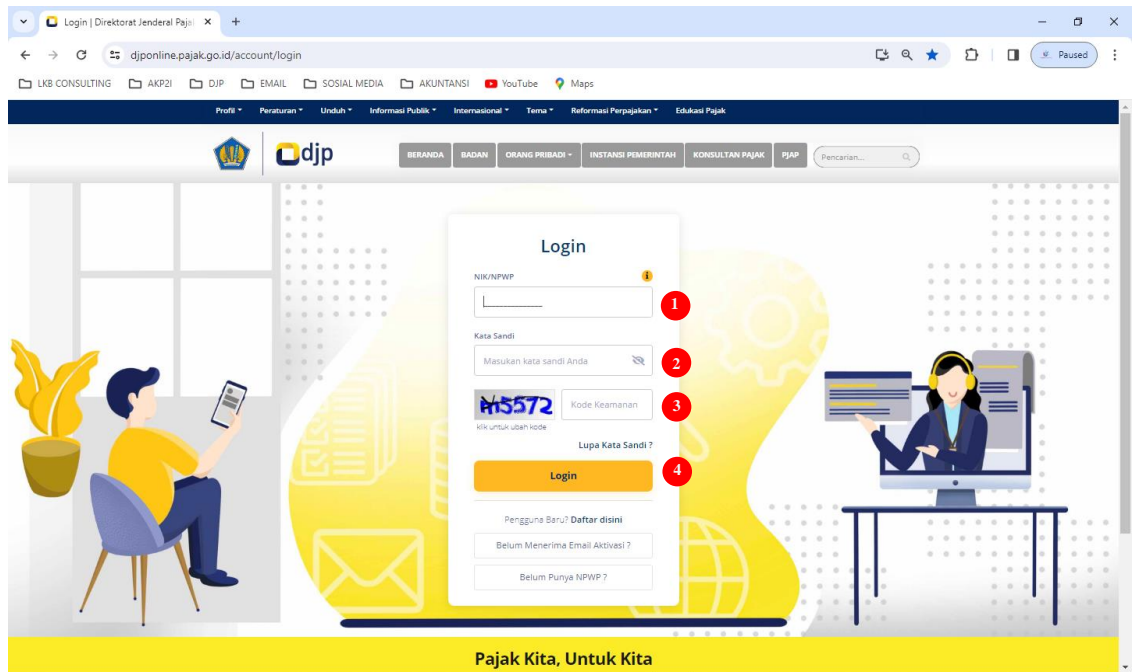 Login | Direktorat Jenderal Paja
djponline.pajak.go.id/account/login
Paused
LKB CONSULTING AKP2I DJP EMAIL SOSIAL MEDIA AKUNTANSI YouTube Maps
Profil Peraturan Unduh Informasi Publik Internasional Tema Reformasi Perpajakan Edukasi Pajak
djp
BERANDA BADAN ORANG PRIBADI INSTANSI PEMERINTAH KONSULTAN PAJAK PJAP Pencarian...
Login
NIK/NPWP
1
Kata Sandi
Masukan kata sandi Anda
2
5572 Kode Keamanan
3
klik untuk ubah kode
Lupa Kata Sandi ?
Login
4
Pengguna Baru? Daftar disini
Belum Menerima Email Aktivasi ?
Belum Punya NPWP ?
Pajak Kita, Untuk Kita